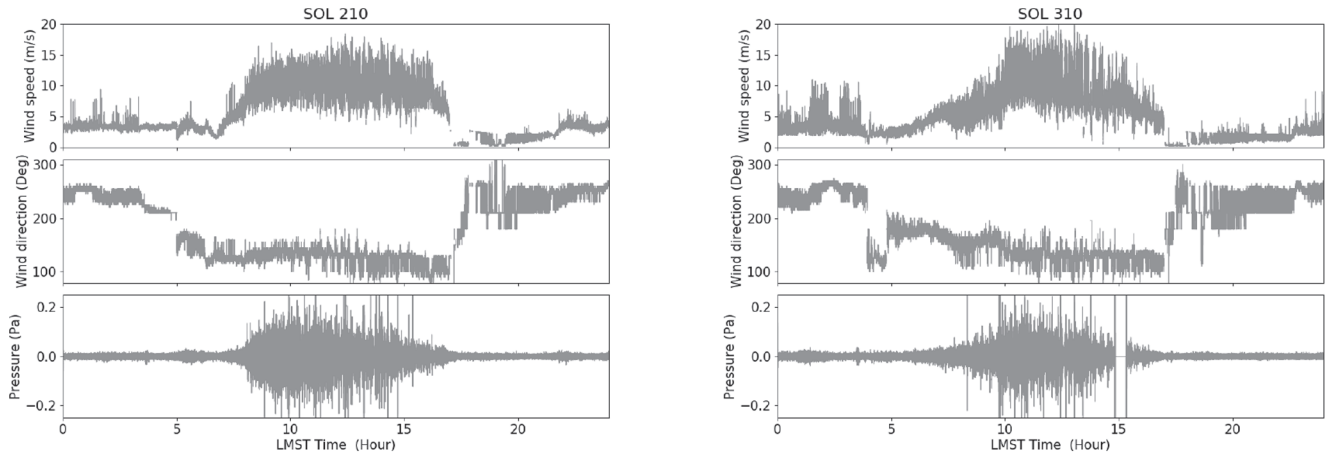 SOL 210
Wind speed (m/s)
20
15
10
5
0
Wind direction (Deg)
300
200
100
Pressure (Pa)
0.2
0.0
−0.2
0 5 10 15 20
LMST Time (Hour)
SOL 310
Wind speed (m/s)
20
15
10
5
0
Wind direction (Deg)
300
200
100
Pressure (Pa)
0.2
0.0
−0.2
0 5 10 15 20
LMST Time (Hour)